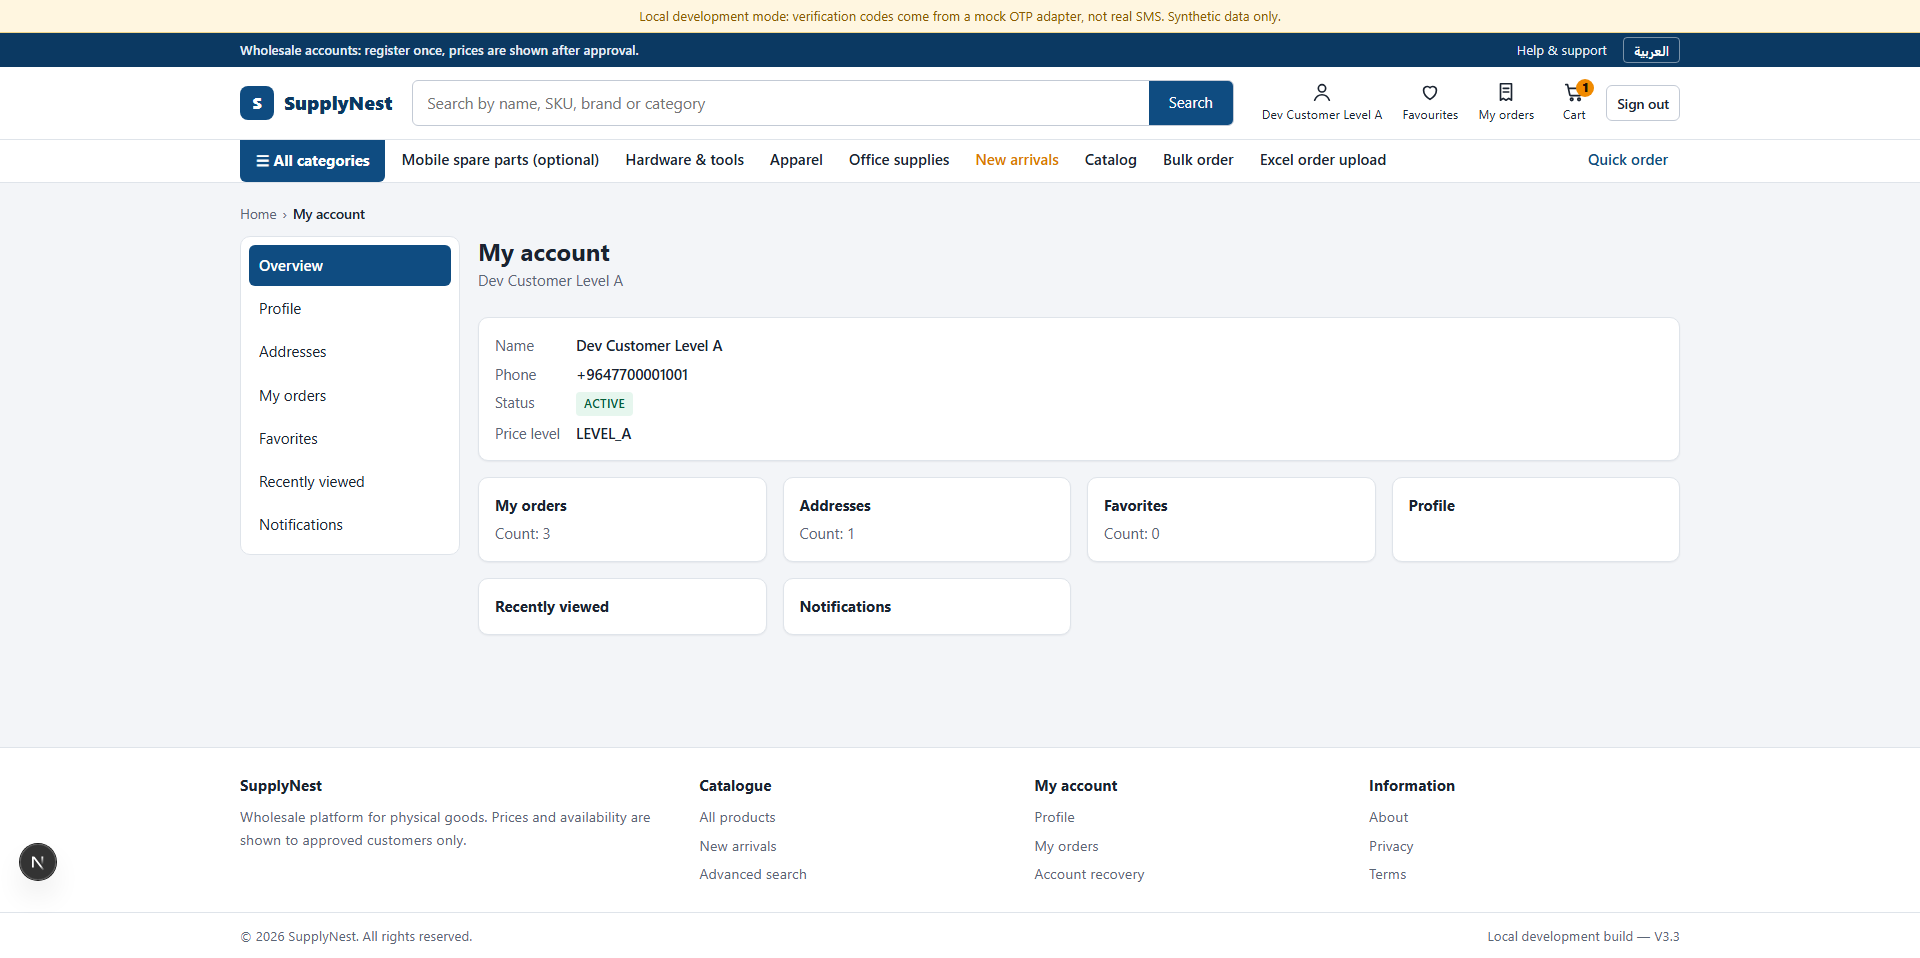 Local development mode: verification codes come from a mock OTP adapter, not real SMS. Synthetic data only.
Wholesale accounts: register once, prices are shown after approval.
Help & support
العربية
S SupplyNest
Search by name, SKU, brand or category
Search
Dev Customer Level A
Favourites
My orders
1
Cart
Sign out
☰ All categories
Mobile spare parts (optional)
Hardware & tools
Apparel
Office supplies
New arrivals
Catalog
Bulk order
Excel order upload
Quick order
Home › My account
Overview
Profile
Addresses
My orders
Favorites
Recently viewed
Notifications
My account
Dev Customer Level A
Name Dev Customer Level A
Phone +9647700001001
Status ACTIVE
Price level LEVEL_A
My orders
Count: 3
Addresses
Count: 1
Favorites
Count: 0
Profile
Recently viewed
Notifications
SupplyNest
Wholesale platform for physical goods. Prices and availability are
shown to approved customers only.
Catalogue
All products
New arrivals
Advanced search
My account
Profile
My orders
Account recovery
Information
About
Privacy
Terms
N
© 2026 SupplyNest. All rights reserved.
Local development build — V3.3